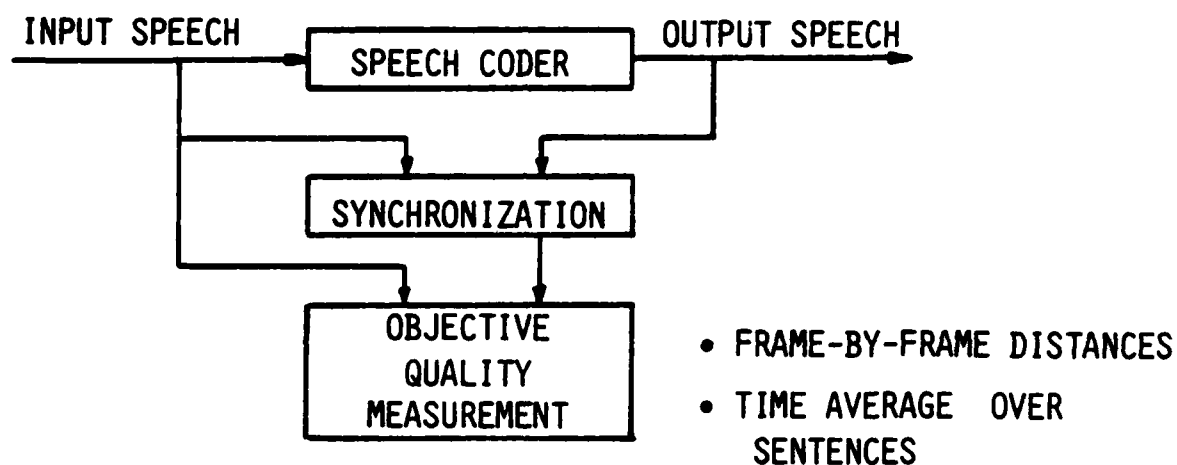 INPUT SPEECH
SPEECH CODER
OUTPUT SPEECH
SYNCHRONIZATION
OBJECTIVE
QUALITY
MEASUREMENT
• FRAME-BY-FRAME DISTANCES
• TIME AVERAGE OVER
SENTENCES